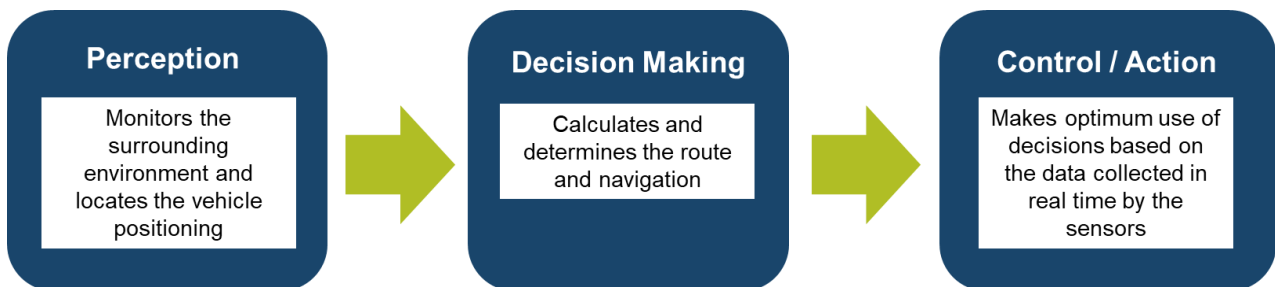 Perception
Monitors the
surrounding
environment and
locates the vehicle
positioning
Decision Making
Calculates and
determines the route
and navigation
Control / Action
Makes optimum use of
decisions based on
the data collected in
real time by the
sensors